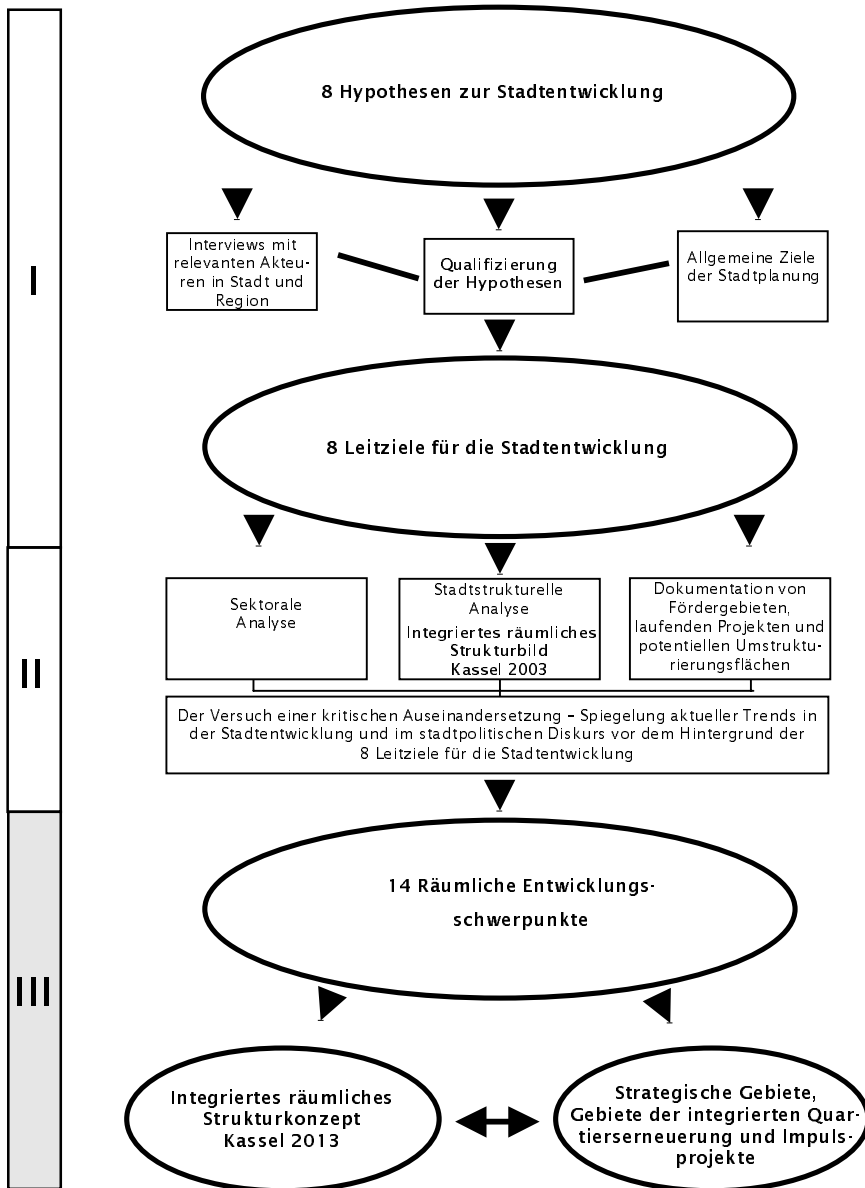 8 Hypothesen zur Stadtentwicklung
I
Interviews mit
relevanten Akteu-
ren in Stadt und
Region
Qualifizierung
der Hypothesen
Allgemeine Ziele
der Stadtplanung
8 Leitziele für die Stadtentwicklung
II
Sektorale
Analyse
Stadtstrukturelle
Analyse
Integriertes räumliches
Strukturbild
Kassel 2003
Dokumentation von
Fördergebieten,
laufenden Projekten und
potentiellen Umstruktu-
rierungsflächen
Der Versuch einer kritischen Auseinandersetzung – Spiegelung aktueller Trends in
der Stadtentwicklung und im stadtpolitischen Diskurs vor dem Hintergrund der
8 Leitziele für die Stadtentwicklung
III
14 Räumliche Entwicklungs-
schwerpunkte
Integriertes räumliches
Strukturkonzept
Kassel 2013
Strategische Gebiete,
Gebiete der integrierten Quar-
tierserneuerung und Impuls-
projekte